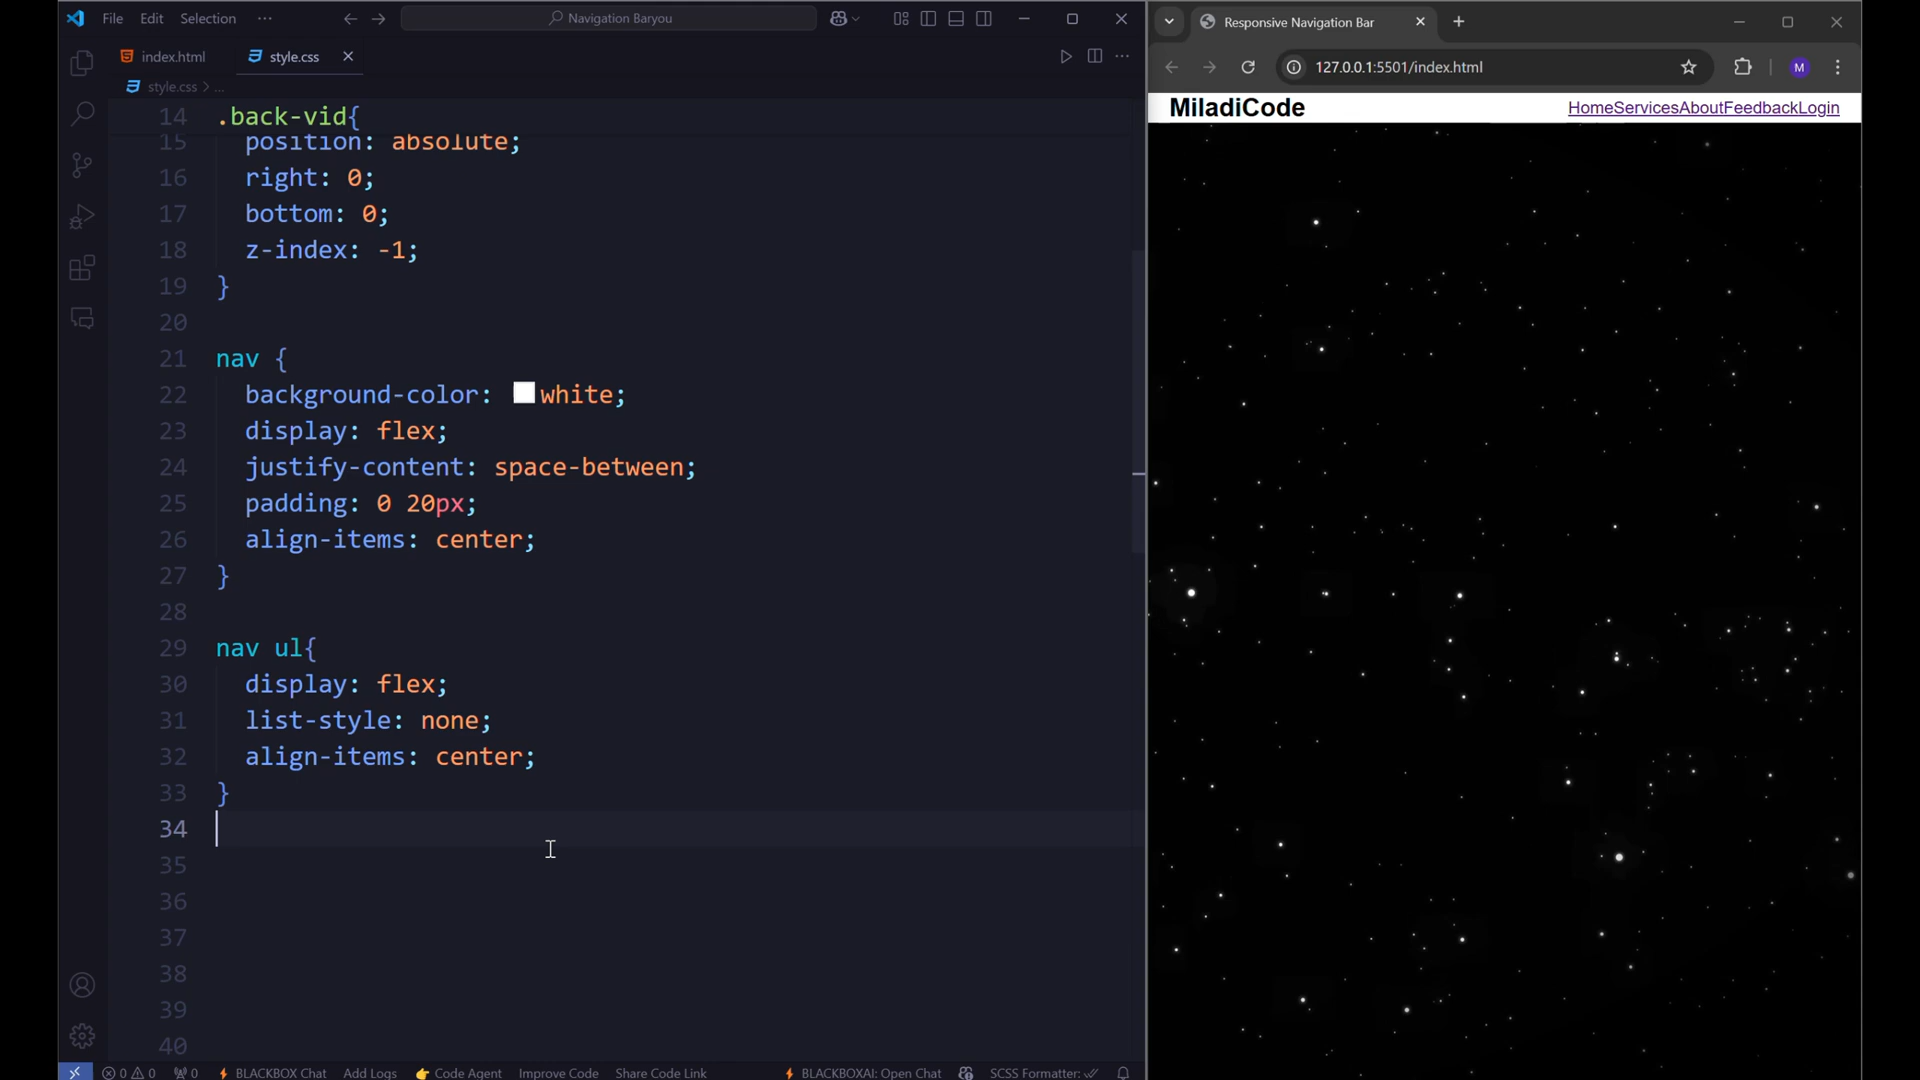 File Edit Selection ··· Navigation Baryou
index.html style.css
style.css > ...
14 .back-vid{
15 position: absolute;
16 right: 0;
17 bottom: 0;
18 z-index: -1;
19 }
20
21 nav {
22 background-color: white;
23 display: flex;
24 justify-content: space-between;
25 padding: 0 20px;
26 align-items: center;
27 }
28
29 nav ul{
30 display: flex;
31 list-style: none;
32 align-items: center;
33 }
34
35
36
37
38
39
40
0 0 0 BLACKBOX Chat Add Logs Code Agent Improve Code Share Code Link BLACKBOXAI: Open Chat SCSS Formatter:
Responsive Navigation Bar
127.0.0.1:5501/index.html M
MiladiCode HomeServicesAboutFeedbackLogin